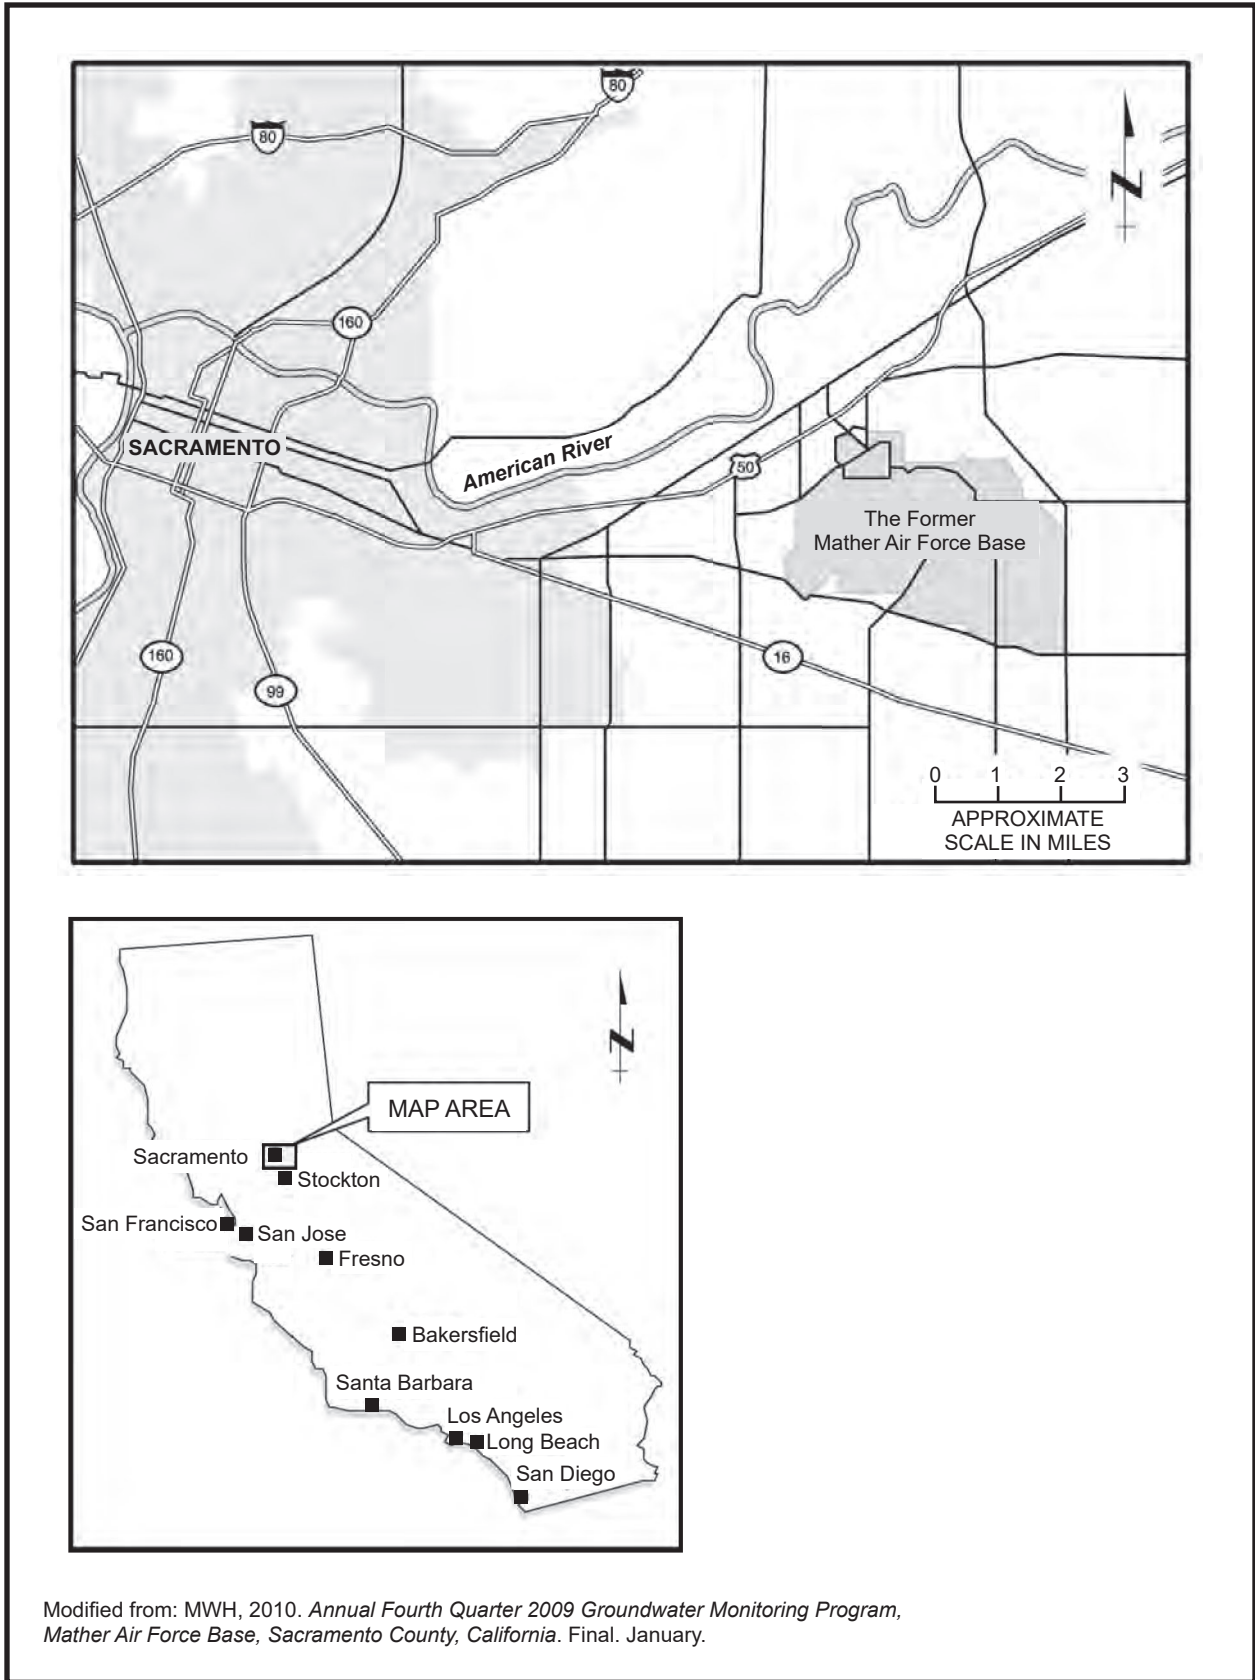 80
80
N
160
SACRAMENTO
American River
50
The Former
Mather Air Force Base
160
99
16
0 1 2 3
APPROXIMATE
SCALE IN MILES
N
MAP AREA
Sacramento
Stockton
San Francisco
San Jose
Fresno
Bakersfield
Santa Barbara
Los Angeles
Long Beach
San Diego
Modified from: MWH, 2010. Annual Fourth Quarter 2009 Groundwater Monitoring Program,
Mather Air Force Base, Sacramento County, California. Final. January.